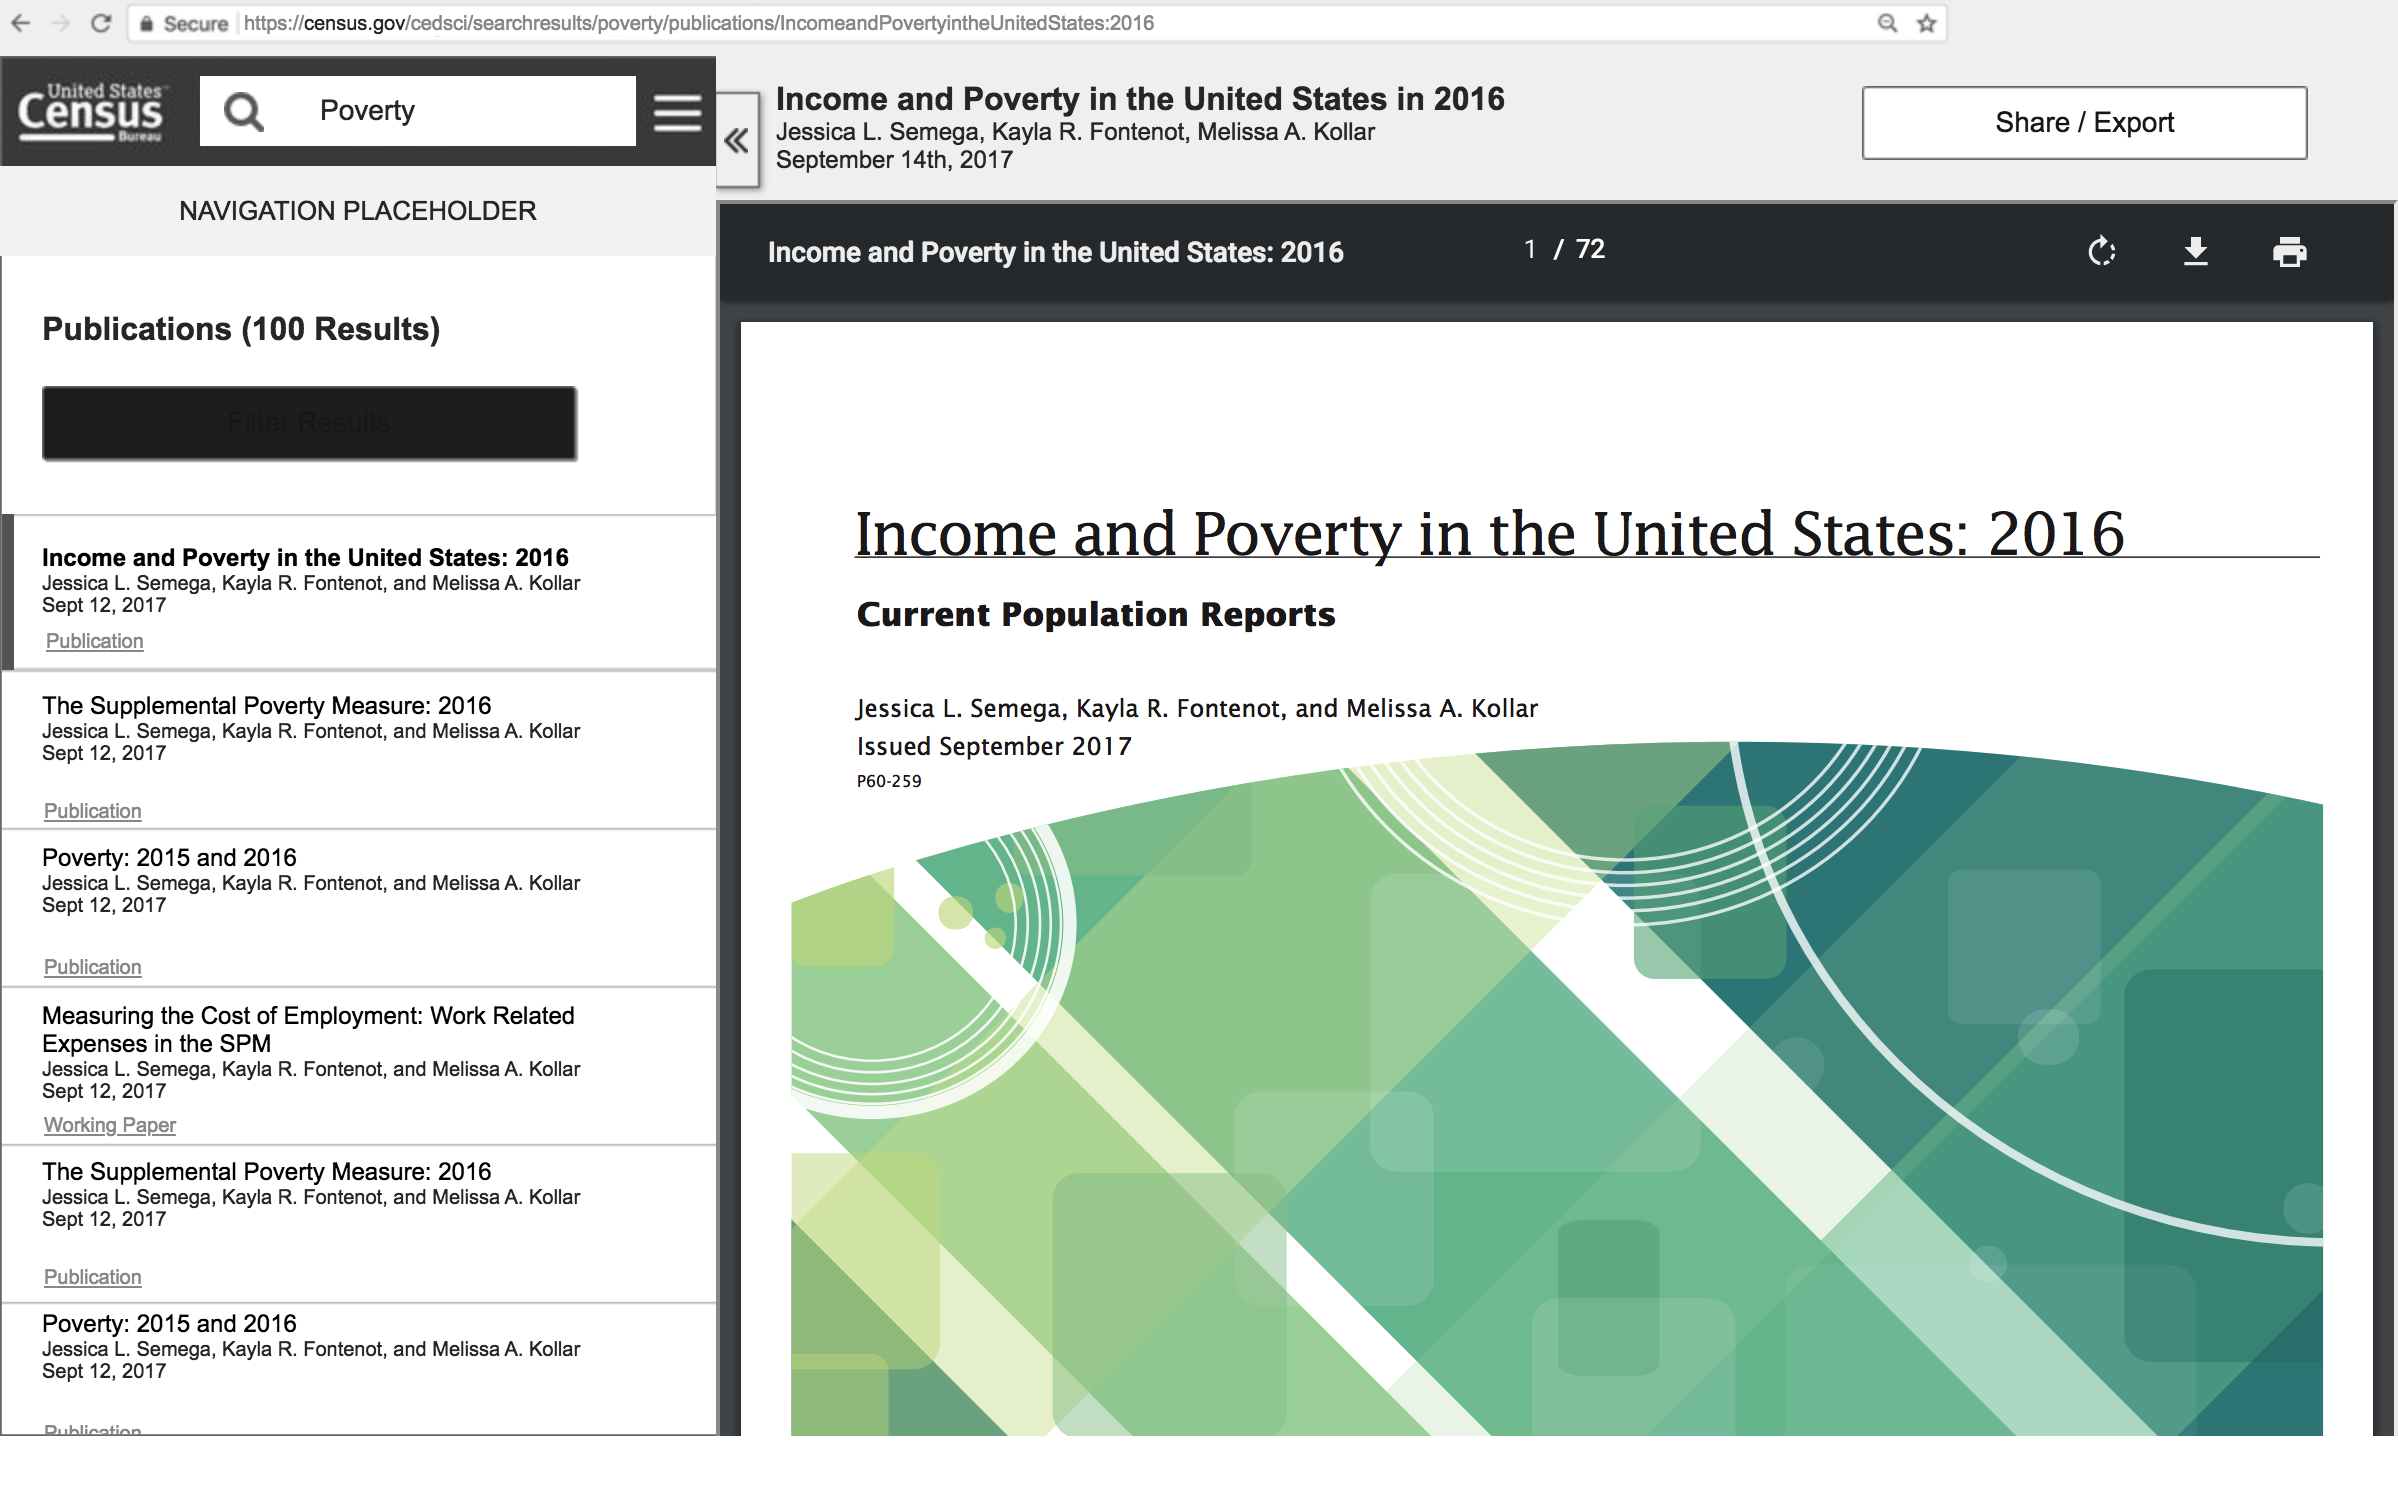 Secure https://census.gov/cedsci/searchresults/poverty/publications/IncomeandPovertyintheUnitedStates:2016
United States
Census
Bureau
Poverty
NAVIGATION PLACEHOLDER
Publications (100 Results)
Filter Results
Income and Poverty in the United States: 2016
Jessica L. Semega, Kayla R. Fontenot, and Melissa A. Kollar
Sept 12, 2017
Publication
The Supplemental Poverty Measure: 2016
Jessica L. Semega, Kayla R. Fontenot, and Melissa A. Kollar
Sept 12, 2017
Publication
Poverty: 2015 and 2016
Jessica L. Semega, Kayla R. Fontenot, and Melissa A. Kollar
Sept 12, 2017
Publication
Measuring the Cost of Employment: Work Related
Expenses in the SPM
Jessica L. Semega, Kayla R. Fontenot, and Melissa A. Kollar
Sept 12, 2017
Working Paper
The Supplemental Poverty Measure: 2016
Jessica L. Semega, Kayla R. Fontenot, and Melissa A. Kollar
Sept 12, 2017
Publication
Poverty: 2015 and 2016
Jessica L. Semega, Kayla R. Fontenot, and Melissa A. Kollar
Sept 12, 2017
Publication
Income and Poverty in the United States in 2016
Jessica L. Semega, Kayla R. Fontenot, Melissa A. Kollar
September 14th, 2017
Share / Export
Income and Poverty in the United States: 2016
1 / 72
Income and Poverty in the United States: 2016
Current Population Reports
Jessica L. Semega, Kayla R. Fontenot, and Melissa A. Kollar
Issued September 2017
P60-259